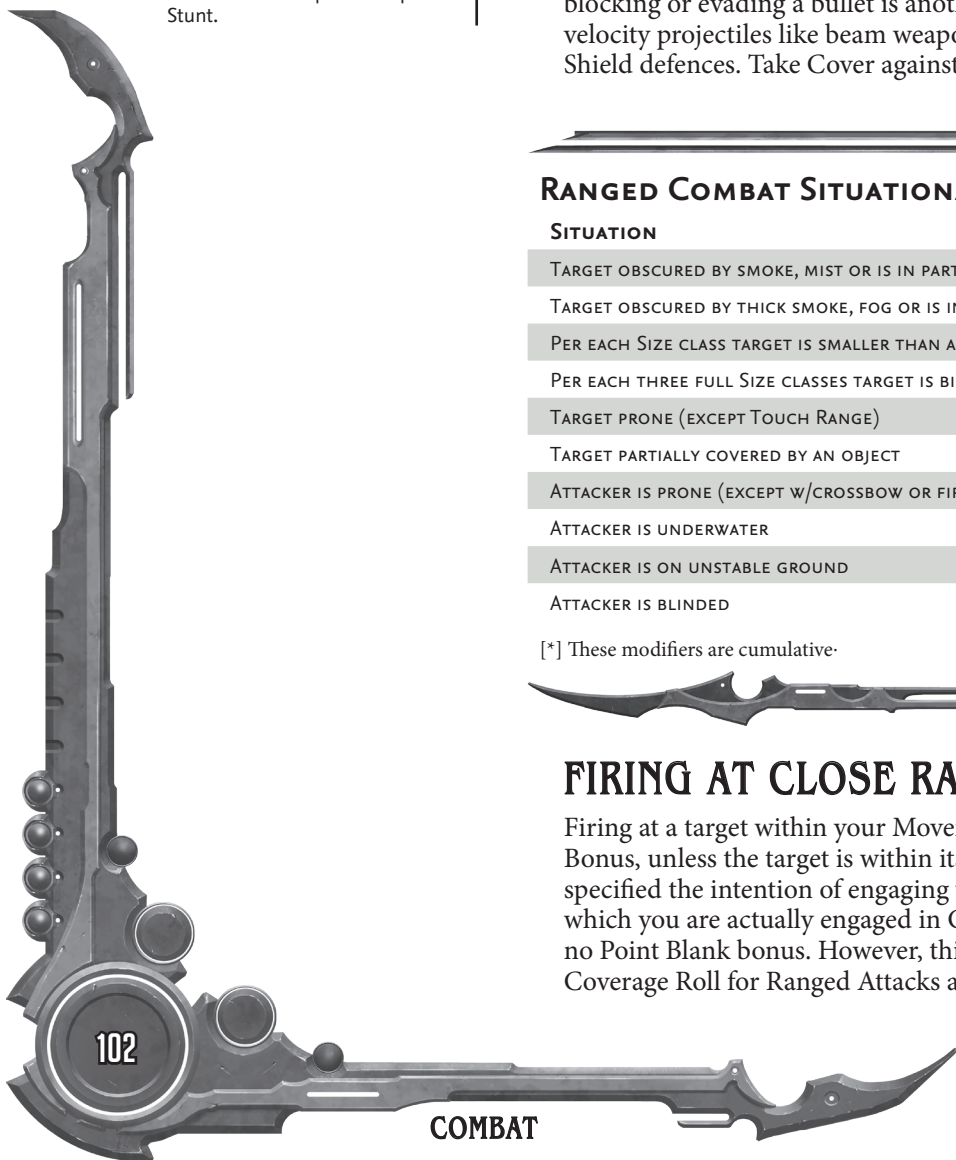 Stunt.
blocking or evading a bullet is anot
velocity projectiles like beam weapo
Shield defences. Take Cover against
Ranged Combat Situation
Situation
Target obscured by smoke, mist or is in part
Target obscured by thick smoke, fog or is in
Per each Size class target is smaller than a
Per each three full Size classes target is bi
Target prone (except Touch Range)
Target partially covered by an object
Attacker is prone (except w/crossbow or fir
Attacker is underwater
Attacker is on unstable ground
Attacker is blinded
[*] These modifiers are cumulative·
FIRING AT CLOSE RA
Firing at a target within your Move
Bonus, unless the target is within it
specified the intention of engaging
which you are actually engaged in C
no Point Blank bonus. However, thi
Coverage Roll for Ranged Attacks a
102
COMBAT